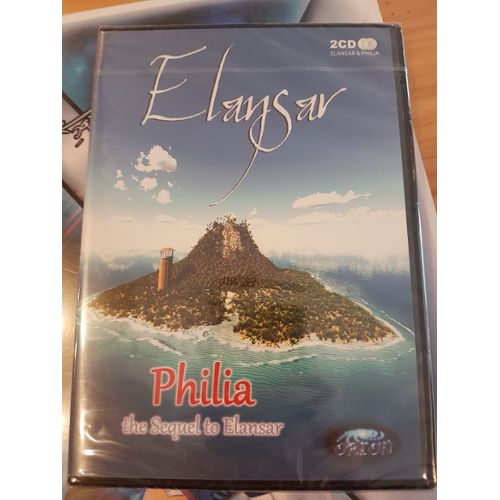 2CD
ELANSAR & PHILIA
Elansar
Philia
the Sequel to Elansar
ORION